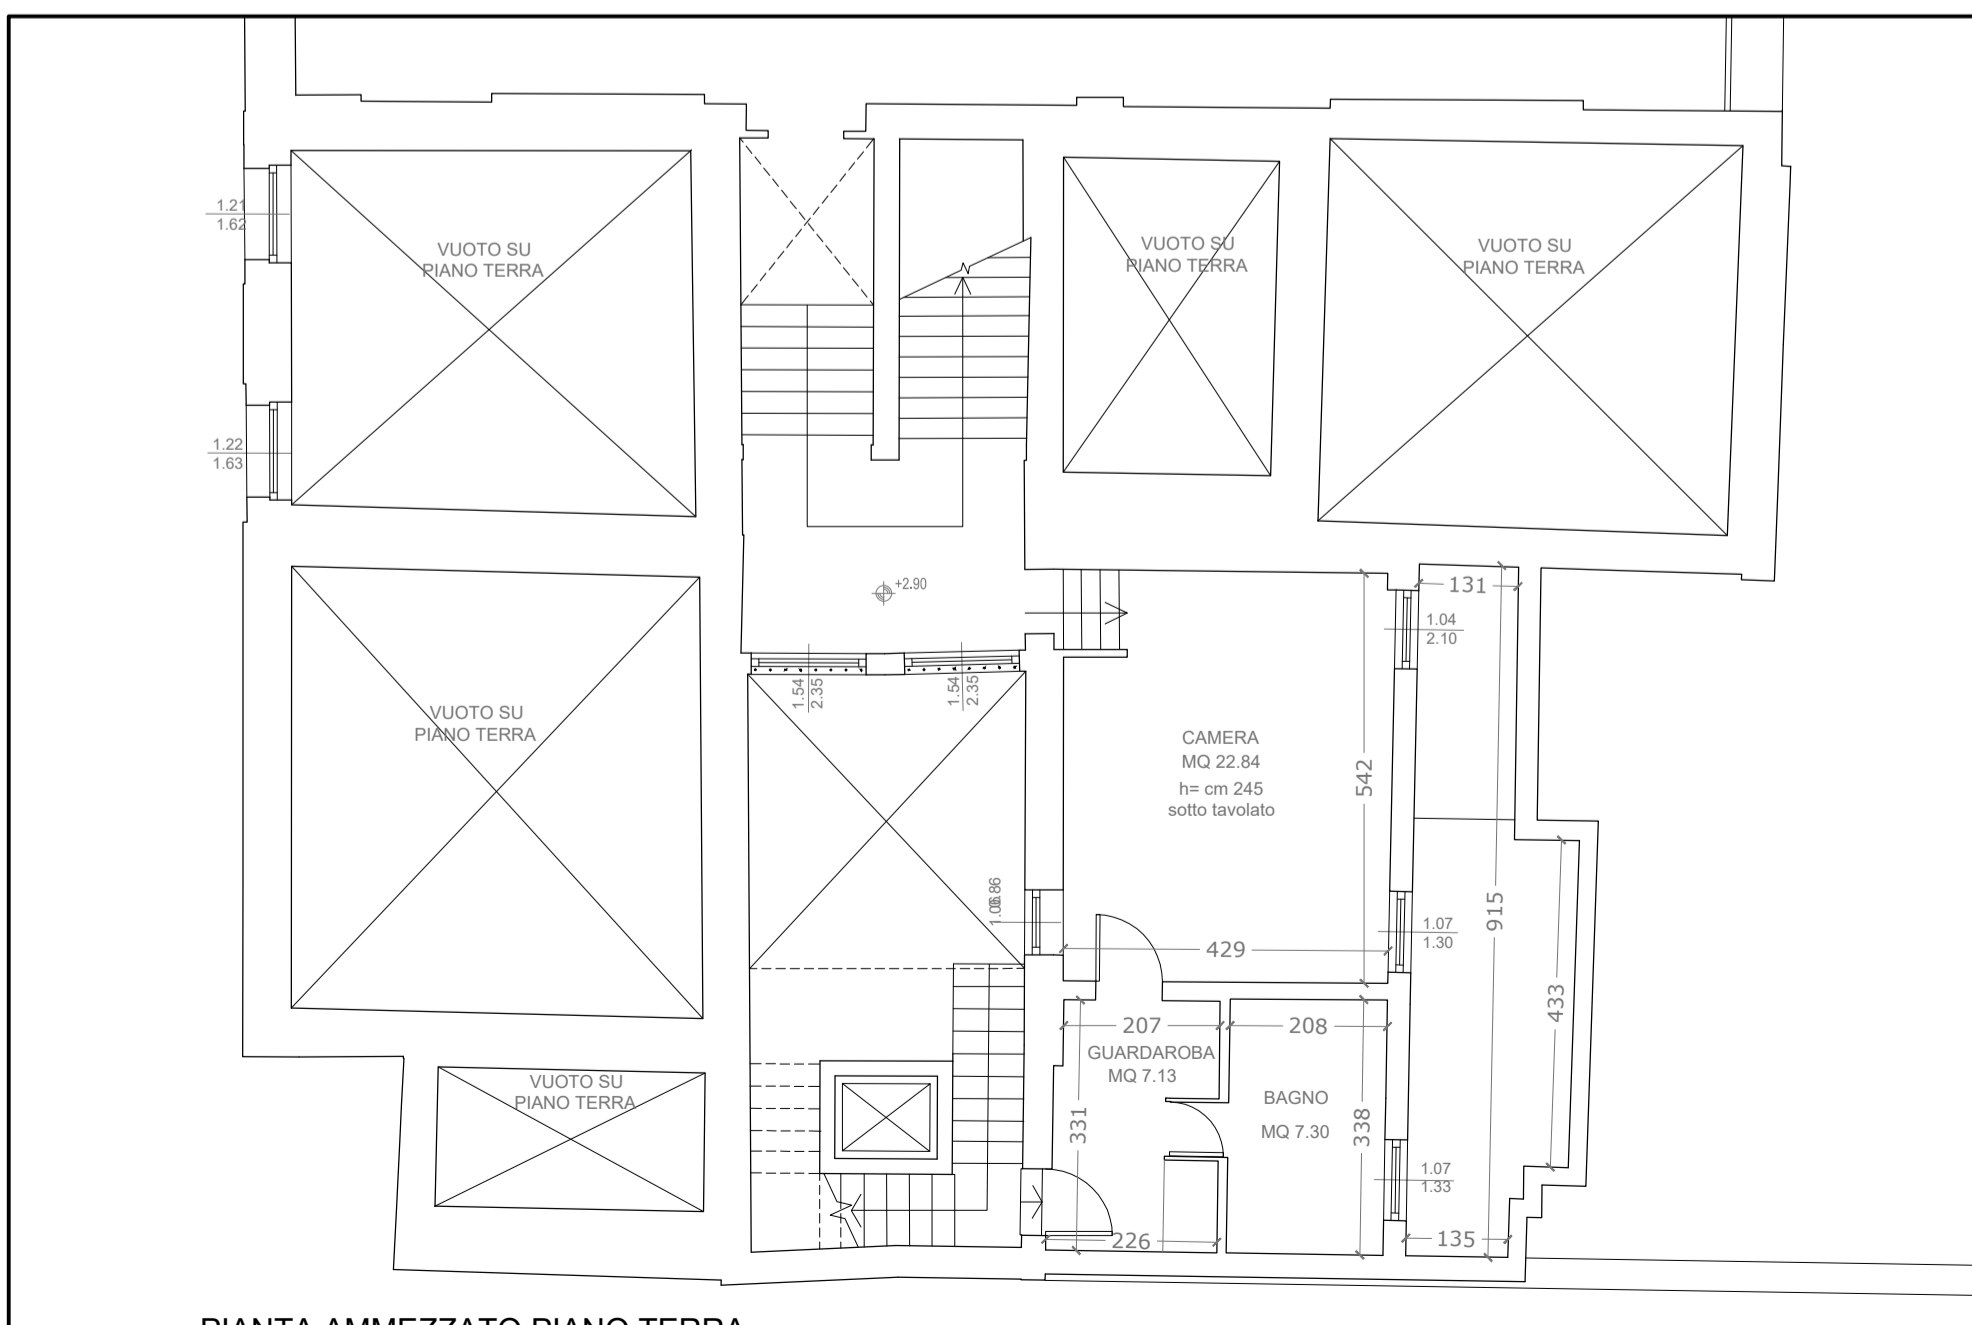 1.21
1.62
VUOTO SU
PIANO TERRA
VUOTO SU
PIANO TERRA
VUOTO SU
PIANO TERRA
1.22
1.63
+2.90
131
1.04
2.10
1.54
2.35
1.54
2.35
VUOTO SU
PIANO TERRA
CAMERA
MQ 22.84
h= cm 245
sotto tavolato
542
915
1.07
1.30
429
433
207
208
GUARDAROBA
MQ 7.13
VUOTO SU
PIANO TERRA
BAGNO
MQ 7.30
331
338
1.07
1.33
226
135
PIANTA AMMEZZATO PIANO TERRA